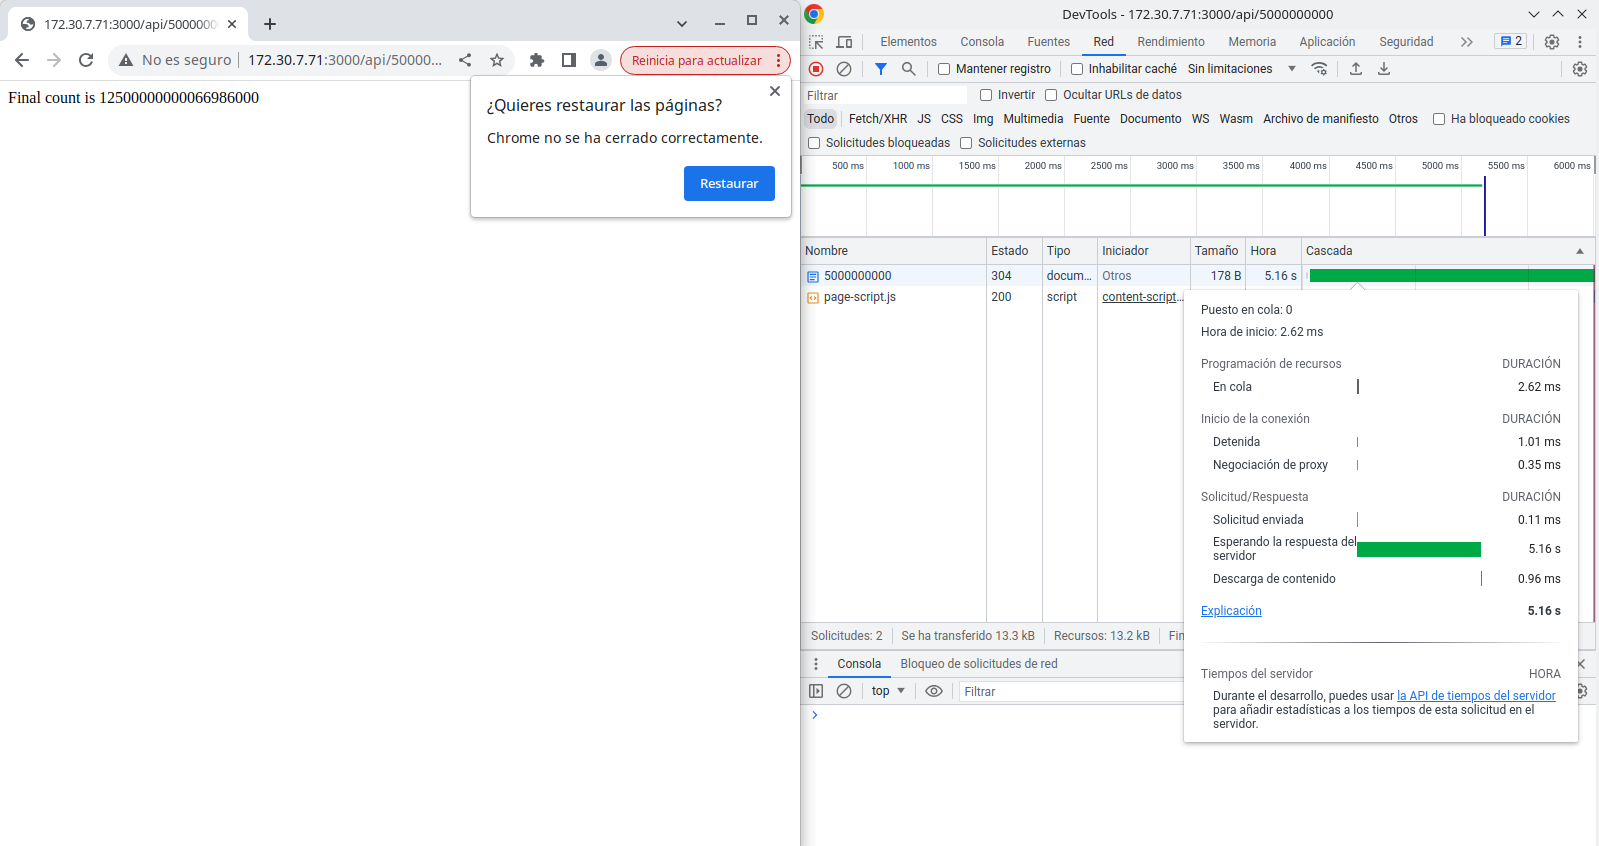 172.30.7.71:3000/api/5000000
No es seguro
172.30.7.71:3000/api/50000...
Reinicia para actualizar
Final count is 12500000000066986000
¿Quieres restaurar las páginas?
Chrome no se ha cerrado correctamente.
Restaurar
DevTools - 172.30.7.71:3000/api/5000000000
Elementos Consola Fuentes Red Rendimiento Memoria Aplicación Seguridad 2
Mantener registro Inhabilitar caché Sin limitaciones
Filtrar Invertir Ocultar URLs de datos
Todo Fetch/XHR JS CSS Img Multimedia Fuente Documento WS Wasm Archivo de manifiesto Otros Ha bloqueado cookies
Solicitudes bloqueadas Solicitudes externas
500 ms 1000 ms 1500 ms 2000 ms 2500 ms 3000 ms 3500 ms 4000 ms 4500 ms 5000 ms 5500 ms 6000 ms
Nombre Estado Tipo Iniciador Tamaño Hora Cascada
5000000000 304 docum... Otros 178 B 5.16 s
page-script.js 200 script content-script...
Puesto en cola: 0
Hora de inicio: 2.62 ms
Programación de recursos DURACIÓN
En cola 2.62 ms
Inicio de la conexión DURACIÓN
Detenida 1.01 ms
Negociación de proxy 0.35 ms
Solicitud/Respuesta DURACIÓN
Solicitud enviada 0.11 ms
Esperando la respuesta del
servidor 5.16 s
Descarga de contenido 0.96 ms
Explicación 5.16 s
Tiempos del servidor HORA
Durante el desarrollo, puedes usar la API de tiempos del servidor
para añadir estadísticas a los tiempos de esta solicitud en el
servidor.
Solicitudes: 2 Se ha transferido 13.3 kB Recursos: 13.2 kB Fin
Consola Bloqueo de solicitudes de red
top Filtrar